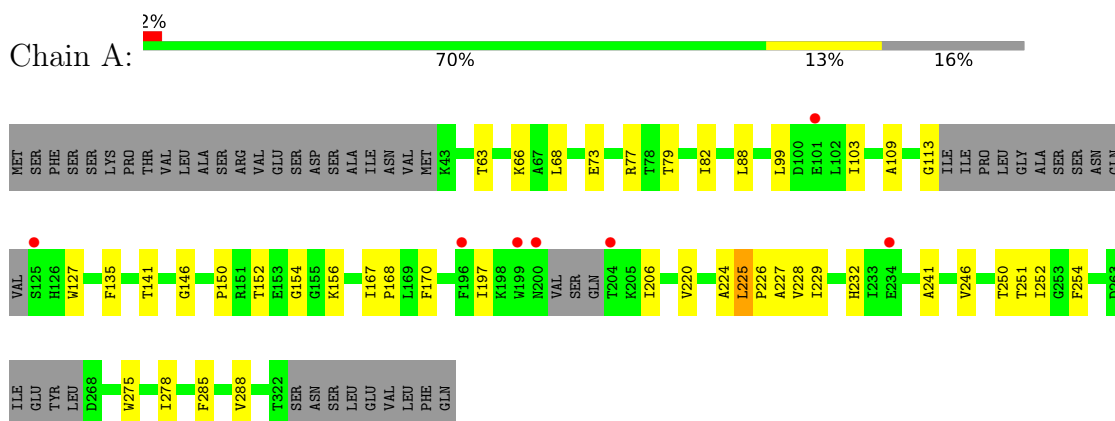 2%
Chain A:
70% 13% 16%
MET SER PHE SER SER LYS PRO THR VAL LEU ALA SER ARG VAL GLU SER ASP SER ALA ILE ASN VAL MET K43 T63 K66 A67 L68 E73 R77 T78 T79 I82 L88 L99 D100 E101 L102 I103 A109 G113 ILE ILE PRO LEU GLY ALA SER SER ASN GLN
VAL S125 H126 W127 F135 T141 G146 P150 R151 T152 E153 G154 G155 K156 I167 P168 L169 F170 F196 I197 K198 W199 N200 VAL SER GLN T204 K205 I206 V220 A224 L225 P226 A227 V228 I229 H232 I233 E234 A241 V246 T250 T251 I252 G253 F254
ILE GLU TYR LEU D268 W275 I278 F285 V288 T322 SER ASN SER LEU GLU VAL LEU PHE GLN